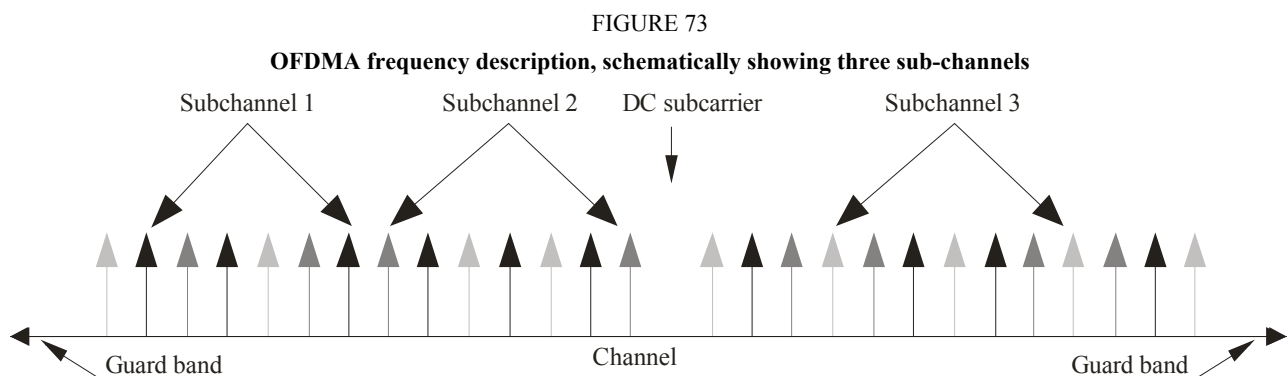 FIGURE 73
OFDMA frequency description, schematically showing three sub-channels
Subchannel 1 Subchannel 2 DC subcarrier Subchannel 3
Guard band Channel Guard band